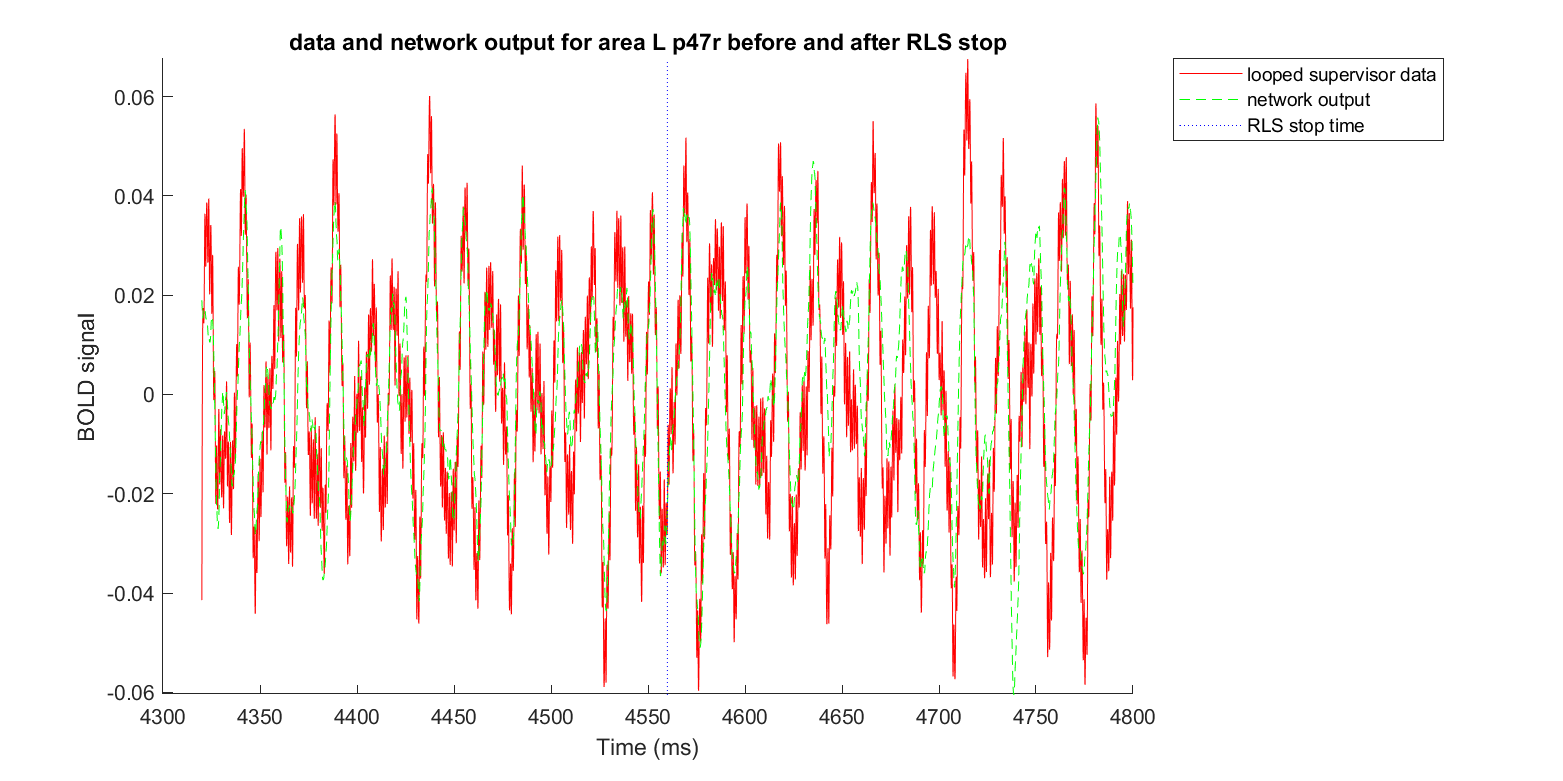 data and network output for area L p47r before and after RLS stop
looped supervisor data
network output
RLS stop time
0.06
0.04
0.02
0
-0.02
-0.04
-0.06
BOLD signal
4300 4350 4400 4450 4500 4550 4600 4650 4700 4750 4800
Time (ms)